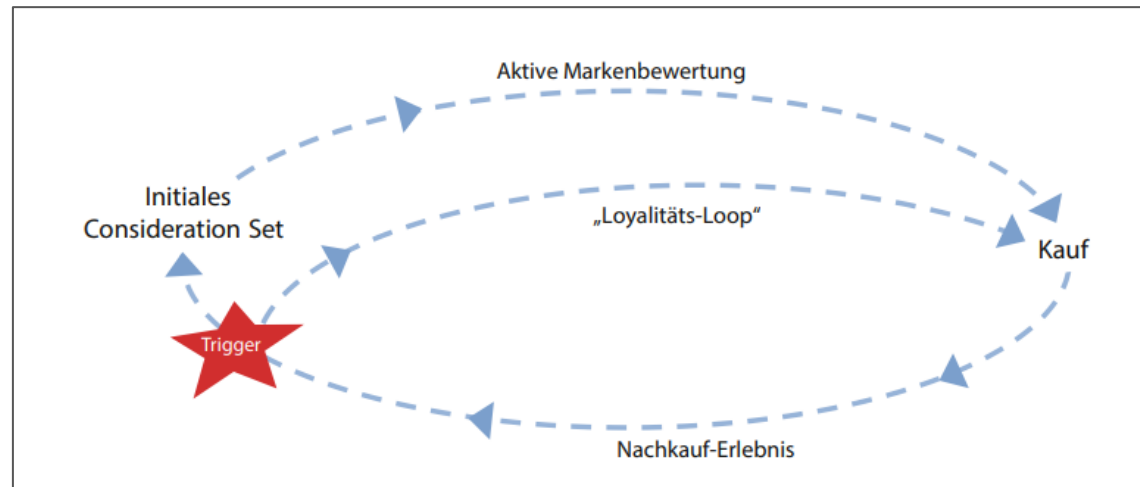 Aktive Markenbewertung
Initiales
Consideration Set
„Loyalitäts-Loop“
Kauf
Trigger
Nachkauf-Erlebnis